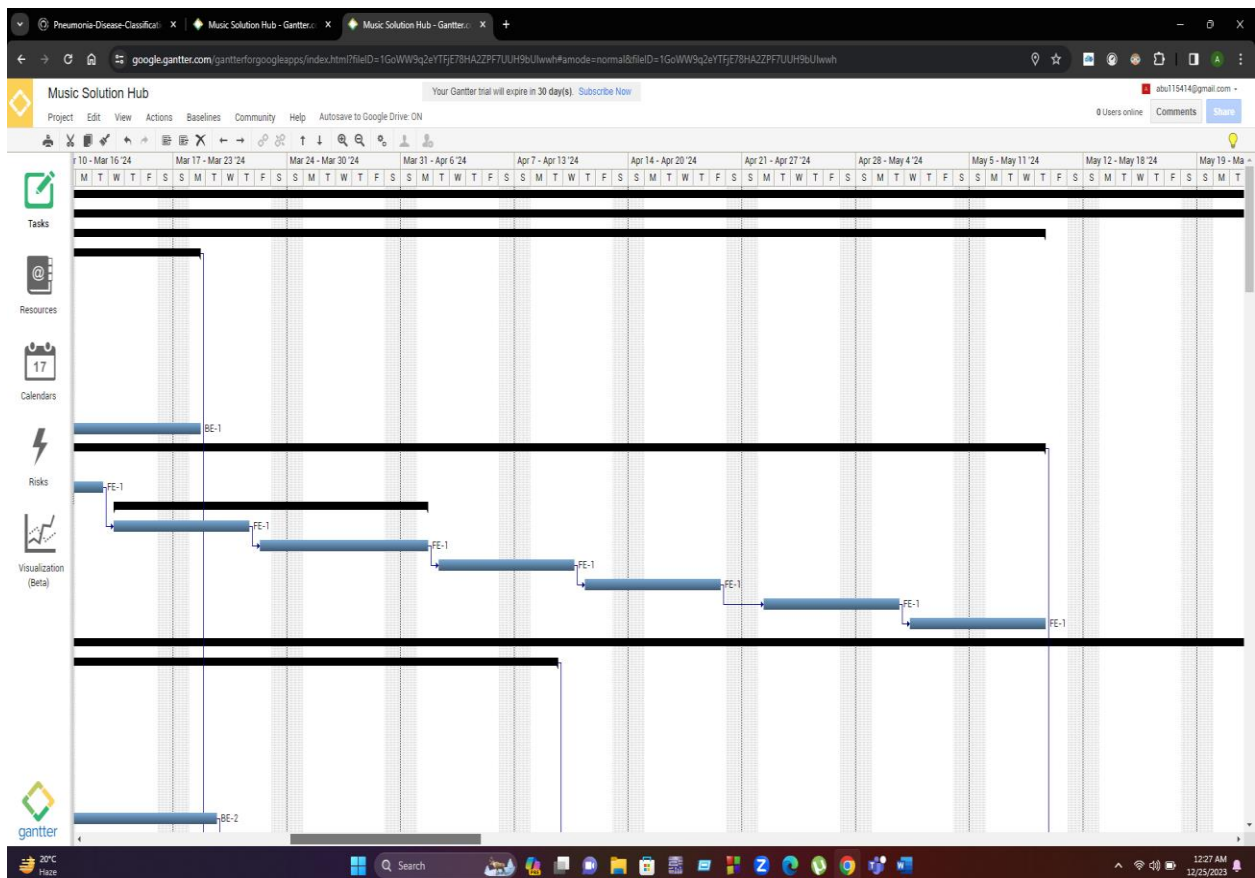 Pneumonia-Disease-Classificati
Music Solution Hub - Gantter.c
Music Solution Hub - Gantter.c
google.gantter.com/gantterforgoogleapps/index.html?fileID=1GoWW9q2eYTFjE78HA2ZPF7UUH9bUlwwh#amode=normal&fileID=1GoWW9q2eYTFjE78HA2ZPF7UUH9bUlwwh
Music Solution Hub
Your Gantter trial will expire in 30 day(s). Subscribe Now
abu115414@gmail.com
Project Edit View Actions Baselines Community Help Autosave to Google Drive: ON
0 Users online Comments Share
r 10 - Mar 16 '24 Mar 17 - Mar 23 '24 Mar 24 - Mar 30 '24 Mar 31 - Apr 6 '24 Apr 7 - Apr 13 '24 Apr 14 - Apr 20 '24 Apr 21 - Apr 27 '24 Apr 28 - May 4 '24 May 5 - May 11 '24 May 12 - May 18 '24 May 19 - Ma
M T W T F S S M T W T F S S M T W T F S S M T W T F S S M T W T F S S M T W T F S S M T W T F S S M T W T F S S M T W T F S S M T W T F S S M T
Tasks
@
Resources
17
Calendars
BE-1
Risks
FE-1
FE-1
FE-1
Visualization
(Beta)
FE-1
FE-1
FE-1
FE-1
BE-2
gantter
20°C
Haze
Search
12:27 AM
12/25/2023